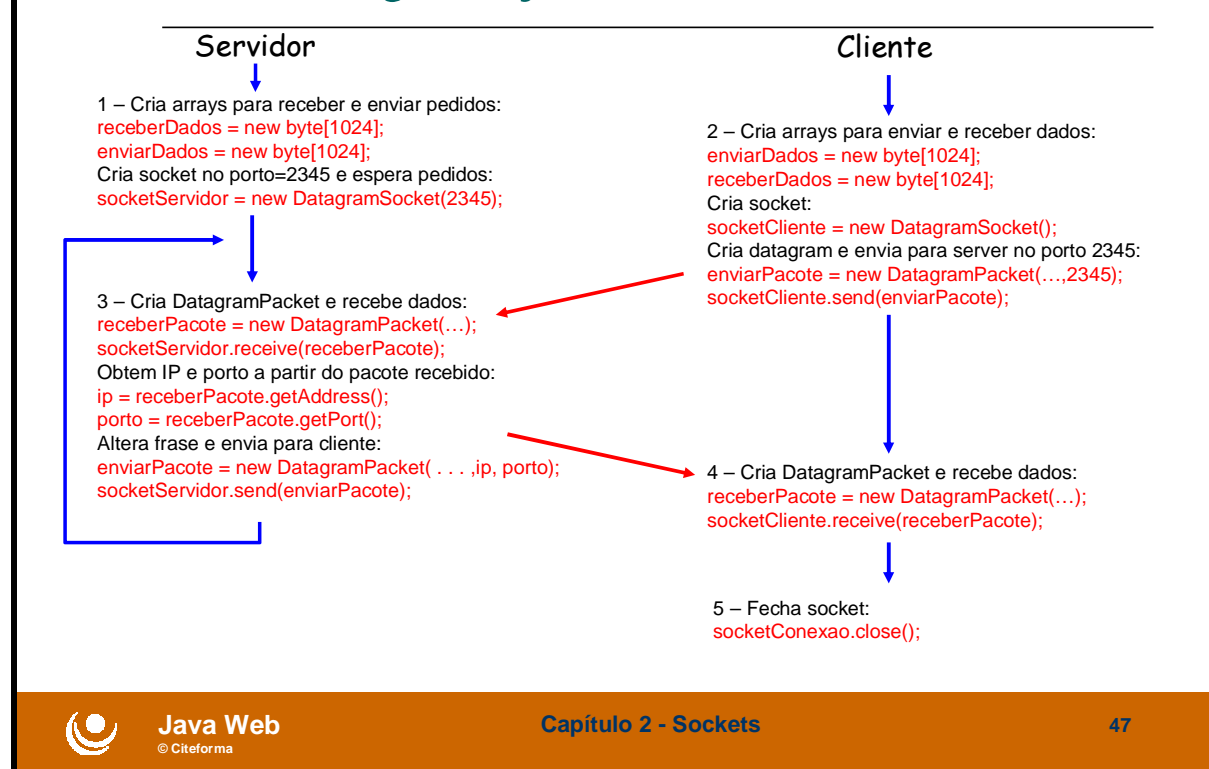 Servidor
1 – Cria arrays para receber e enviar pedidos:
receberDados = new byte[1024];
enviarDados = new byte[1024];
Cria socket no porto=2345 e espera pedidos:
socketServidor = new DatagramSocket(2345);
3 – Cria DatagramPacket e recebe dados:
receberPacote = new DatagramPacket(…);
socketServidor.receive(receberPacote);
Obtem IP e porto a partir do pacote recebido:
ip = receberPacote.getAddress();
porto = receberPacote.getPort();
Altera frase e envia para cliente:
enviarPacote = new DatagramPacket( . . . ,ip, porto);
socketServidor.send(enviarPacote);
Cliente
2 – Cria arrays para enviar e receber dados:
enviarDados = new byte[1024];
receberDados = new byte[1024];
Cria socket:
socketCliente = new DatagramSocket();
Cria datagram e envia para server no porto 2345:
enviarPacote = new DatagramPacket(…,2345);
socketCliente.send(enviarPacote);
4 – Cria DatagramPacket e recebe dados:
receberPacote = new DatagramPacket(…);
socketCliente.receive(receberPacote);
5 – Fecha socket:
socketConexao.close();
Java Web
© Citeforma
Capítulo 2 - Sockets
47